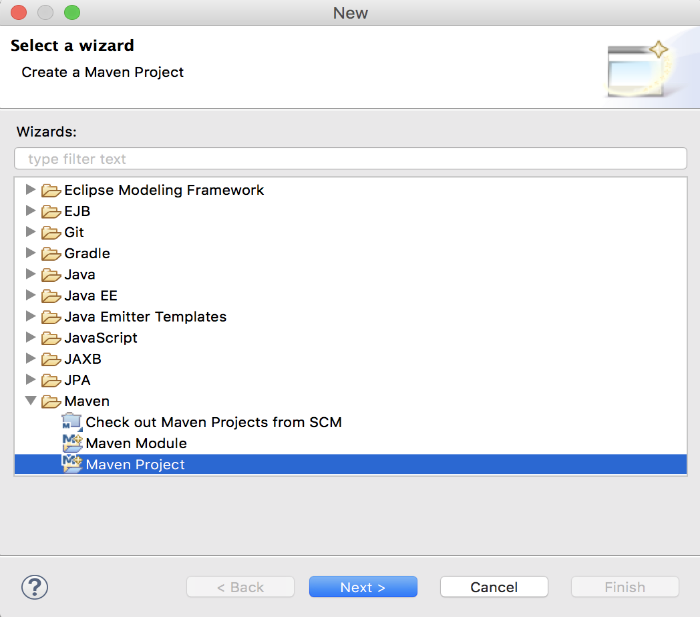 New
Select a wizard
Create a Maven Project
Wizards:
type filter text
Eclipse Modeling Framework
EJB
Git
Gradle
Java
Java EE
Java Emitter Templates
JavaScript
JAXB
JPA
Maven
Check out Maven Projects from SCM
Maven Module
Maven Project
? < Back Next > Cancel Finish